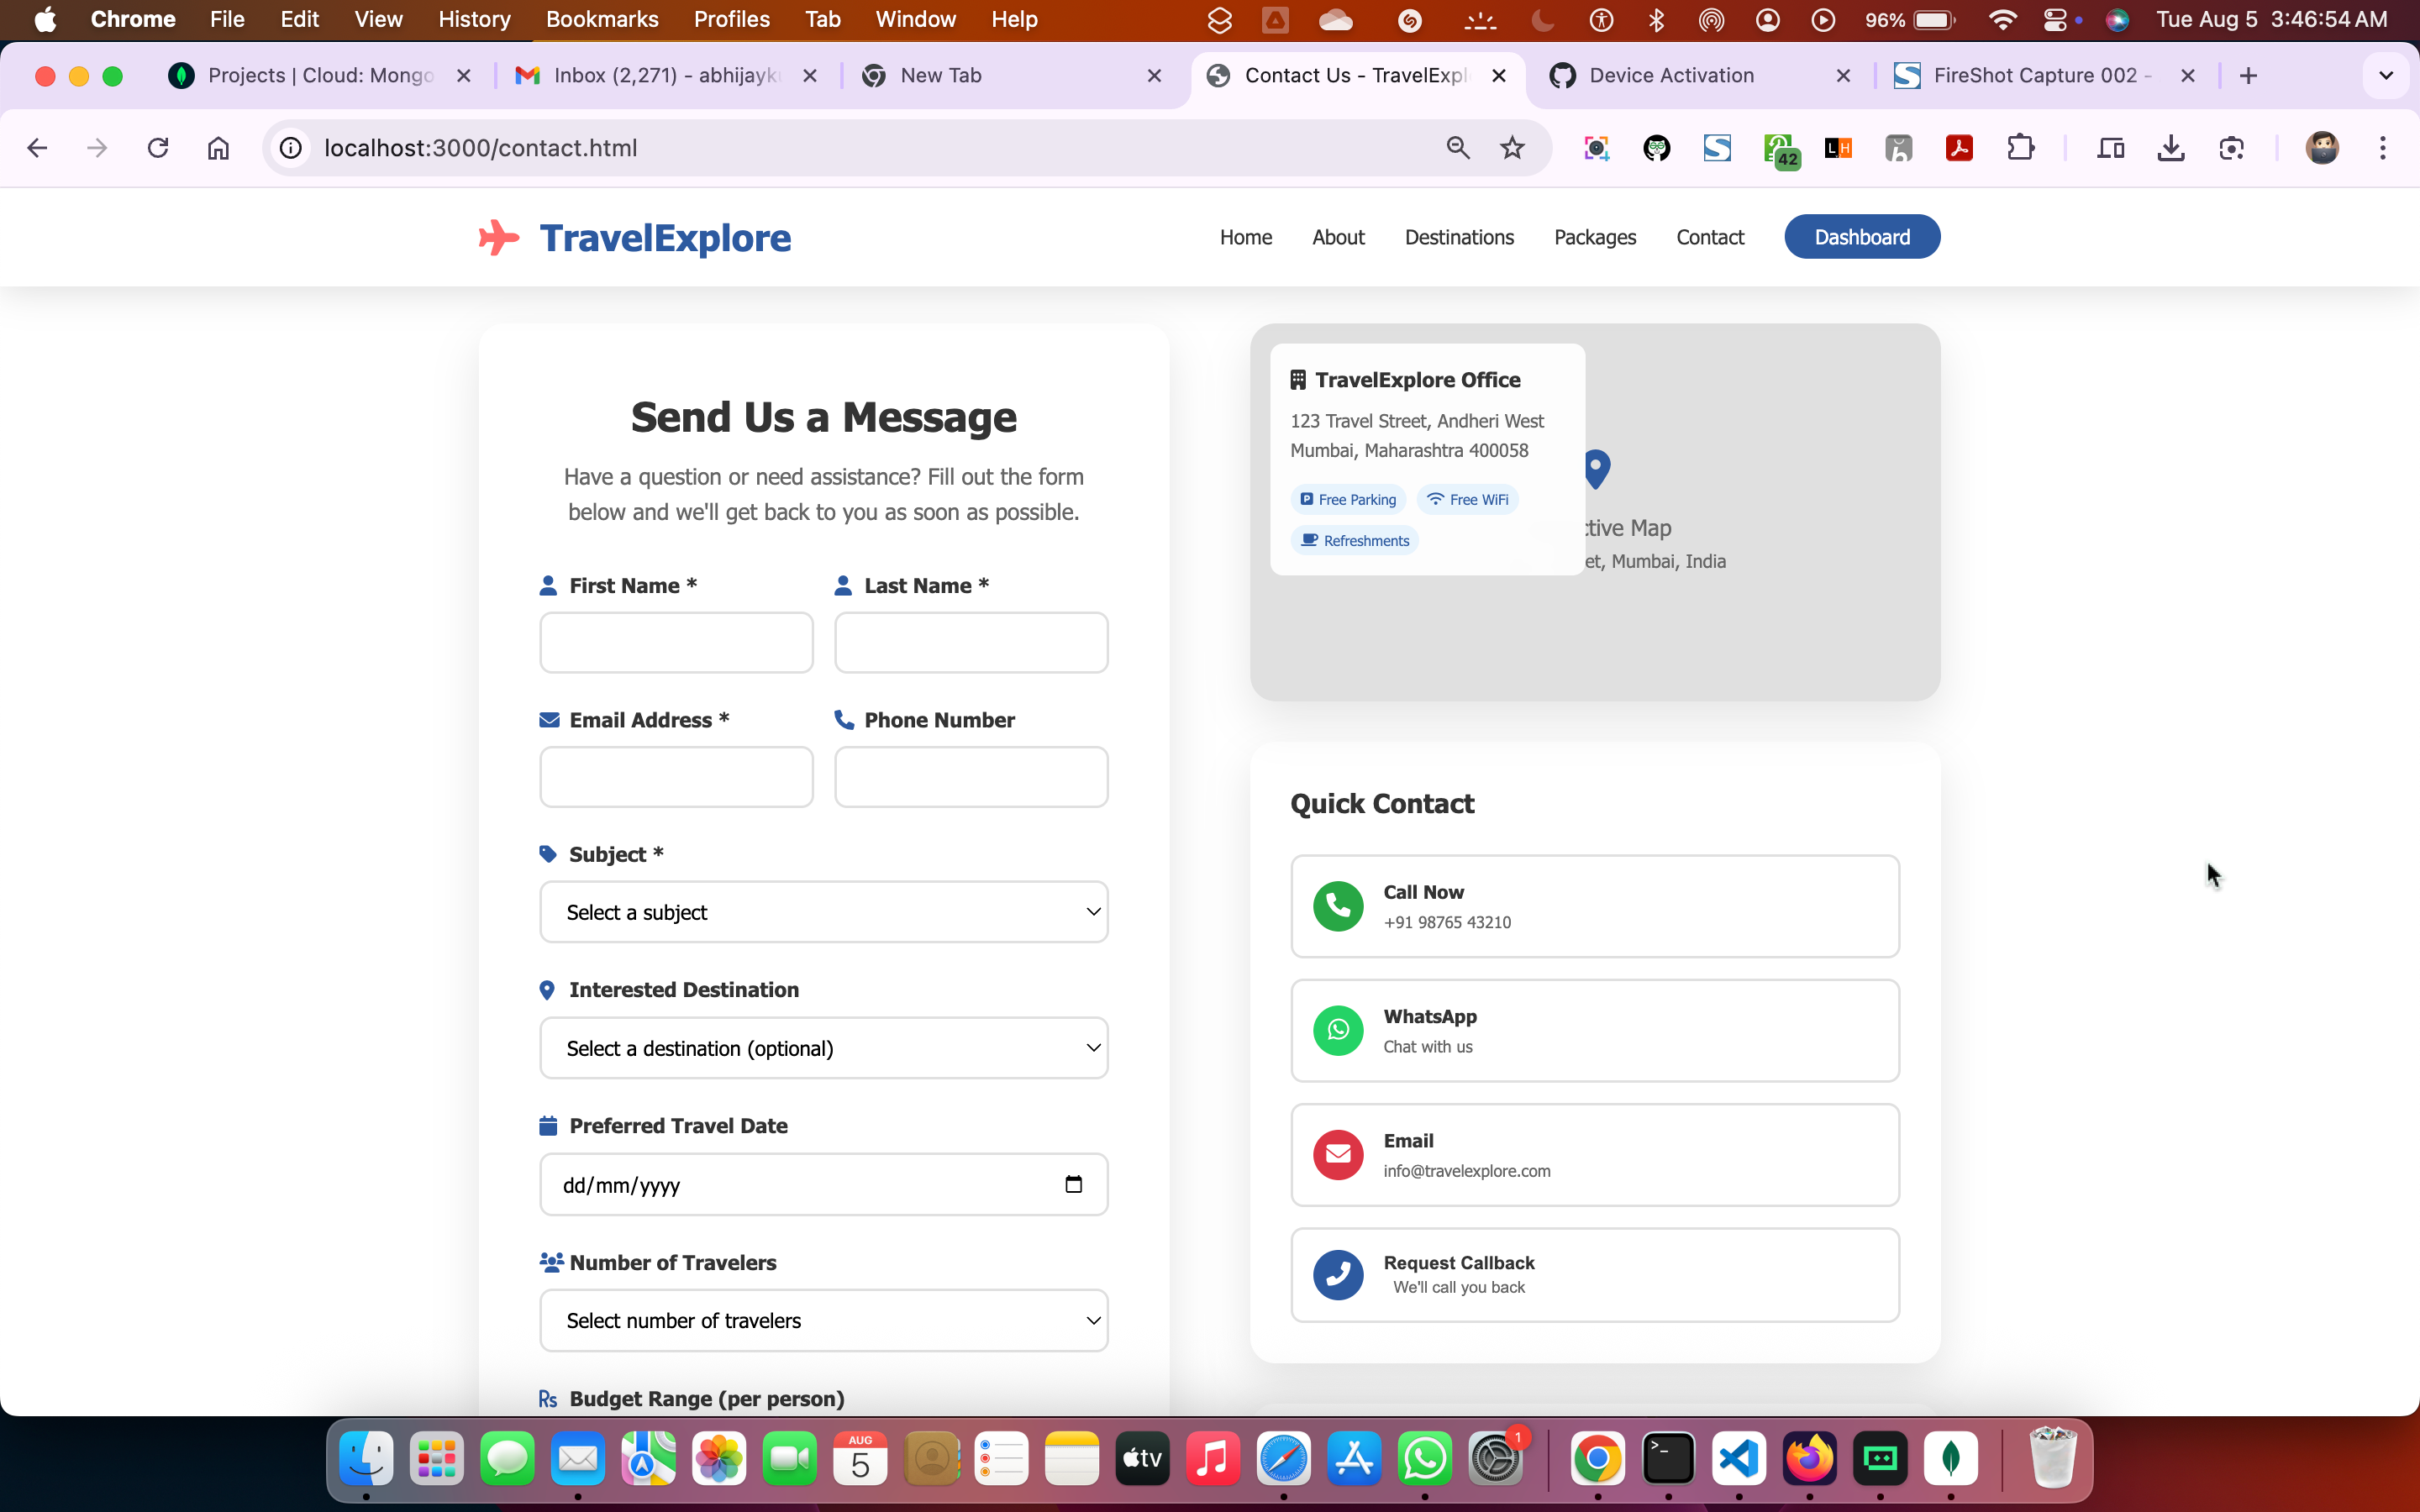 Chrome File Edit View History Bookmarks Profiles Tab Window Help 96% Tue Aug 5 3:46:54 AM
Projects | Cloud: Mongo Inbox (2,271) - abhijayk New Tab Contact Us - TravelExpl Device Activation FireShot Capture 002 -
localhost:3000/contact.html 42 LH
TravelExplore Home About Destinations Packages Contact Dashboard
Send Us a Message
Have a question or need assistance? Fill out the form
below and we'll get back to you as soon as possible.
First Name * Last Name *
Email Address * Phone Number
Subject *
Select a subject
Interested Destination
Select a destination (optional)
Preferred Travel Date
dd/mm/yyyy
Number of Travelers
Select number of travelers
Rs Budget Range (per person)
TravelExplore Office
123 Travel Street, Andheri West
Mumbai, Maharashtra 400058
Free Parking Free WiFi
Refreshments
ctive Map
et, Mumbai, India
Quick Contact
Call Now
+91 98765 43210
WhatsApp
Chat with us
Email
info@travelexplore.com
Request Callback
We'll call you back
AUG
5
tv
1